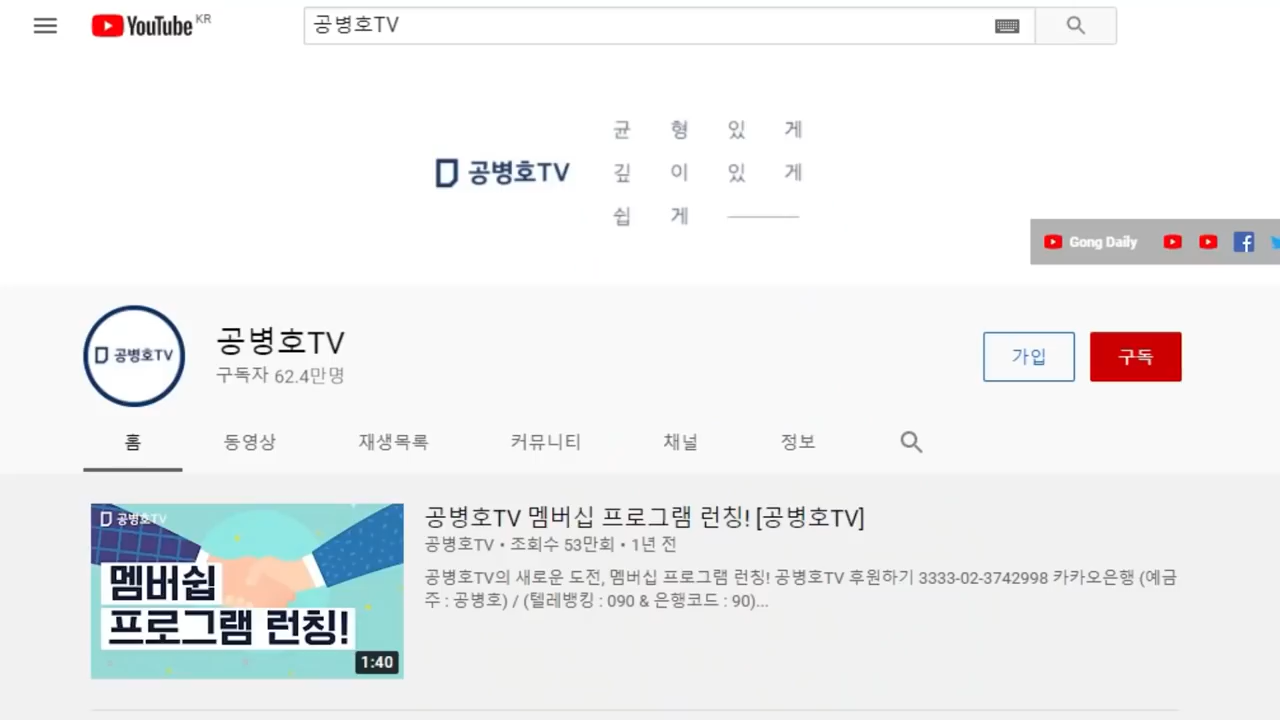 YouTube KR
공병호TV
균 형 있 게
공병호TV
깊 이 있 게
쉽 게
Gong Daily
공병호TV
공병호TV
구독자 62.4만명
가입
구독
홈
동영상
재생목록
커뮤니티
채널
정보
공병호TV
멤버쉽
프로그램 런칭!
1:40
공병호TV 멤버십 프로그램 런칭! [공병호TV]
공병호TV • 조회수 53만회 • 1년 전
공병호TV의 새로운 도전, 멤버십 프로그램 런칭! 공병호TV 후원하기 3333-02-3742998 카카오은행 (예금
주 : 공병호) / (텔레뱅킹 : 090 & 은행코드 : 90)...